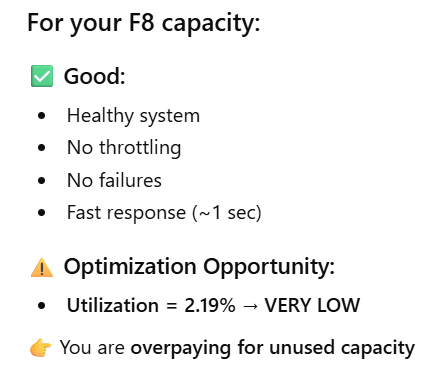 For your F8 capacity:
✅ Good:
• Healthy system
• No throttling
• No failures
• Fast response (~1 sec)
⚠️ Optimization Opportunity:
• Utilization = 2.19% → VERY LOW
👉 You are overpaying for unused capacity